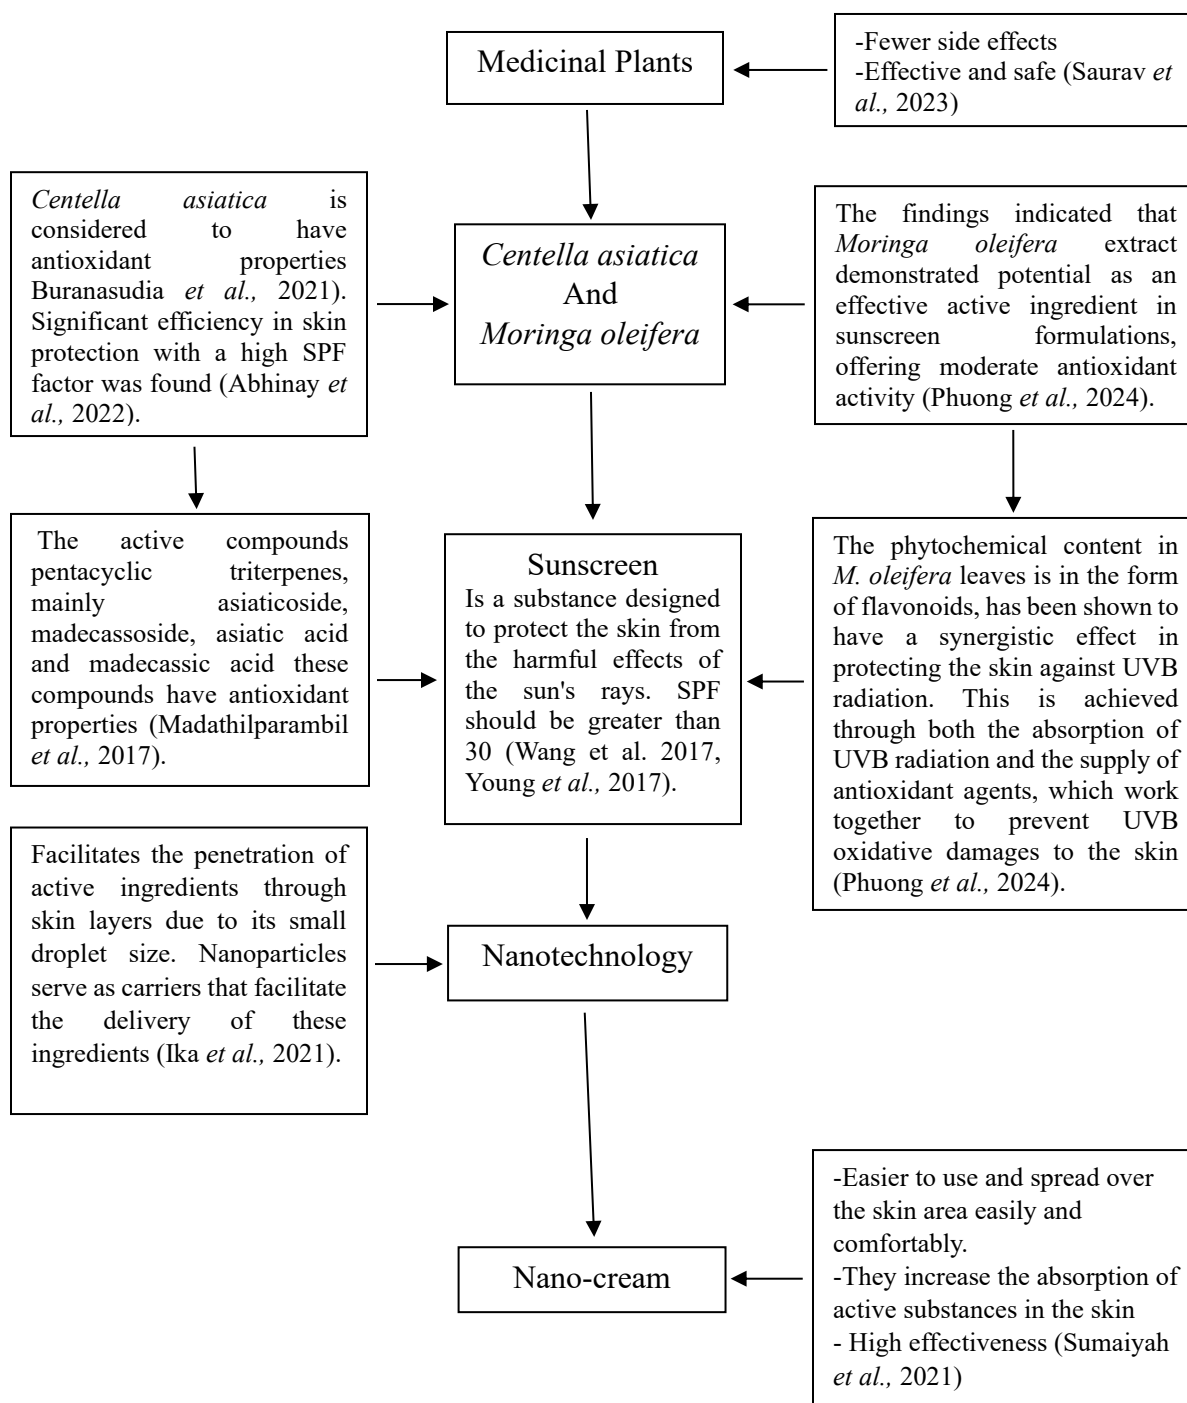 Medicinal Plants
-Fewer side effects
-Effective and safe (Saurav et
al., 2023)
Centella asiatica is
considered to have
antioxidant properties
Buranasudia et al., 2021).
Significant efficiency in skin
protection with a high SPF
factor was found (Abhinay et
al., 2022).
Centella asiatica
And
Moringa oleifera
The findings indicated that
Moringa oleifera extract
demonstrated potential as an
effective active ingredient in
sunscreen formulations,
offering moderate antioxidant
activity (Phuong et al., 2024).
The active compounds
pentacyclic triterpenes,
mainly asiaticoside,
madecassoside, asiatic acid
and madecassic acid these
compounds have antioxidant
properties (Madathilparambil
et al., 2017).
Sunscreen
Is a substance designed
to protect the skin from
the harmful effects of
the sun's rays. SPF
should be greater than
30 (Wang et al. 2017,
Young et al., 2017).
The phytochemical content in
M. oleifera leaves is in the form
of flavonoids, has been shown to
have a synergistic effect in
protecting the skin against UVB
radiation. This is achieved
through both the absorption of
UVB radiation and the supply of
antioxidant agents, which work
together to prevent UVB
oxidative damages to the skin
(Phuong et al., 2024).
Facilitates the penetration of
active ingredients through
skin layers due to its small
droplet size. Nanoparticles
serve as carriers that facilitate
the delivery of these
ingredients (Ika et al., 2021).
Nanotechnology
Nano-cream
-Easier to use and spread over
the skin area easily and
comfortably.
-They increase the absorption of
active substances in the skin
- High effectiveness (Sumaiyah
et al., 2021)